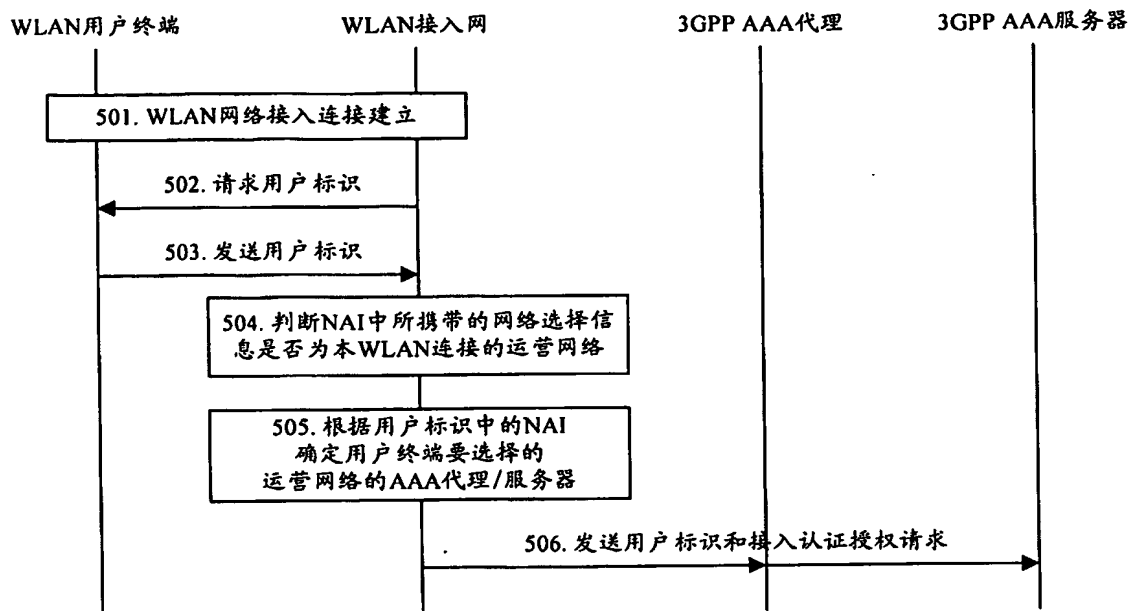 WLAN用户终端
WLAN接入网
3GPP AAA代理
3GPP AAA服务器
501. WLAN网络接入连接建立
502. 请求用户标识
503. 发送用户标识
504. 判断NAI中所携带的网络选择信
息是否为本WLAN连接的运营网络
505. 根据用户标识中的NAI
确定用户终端要选择的
运营网络的AAA代理/服务器
506. 发送用户标识和接入认证授权请求